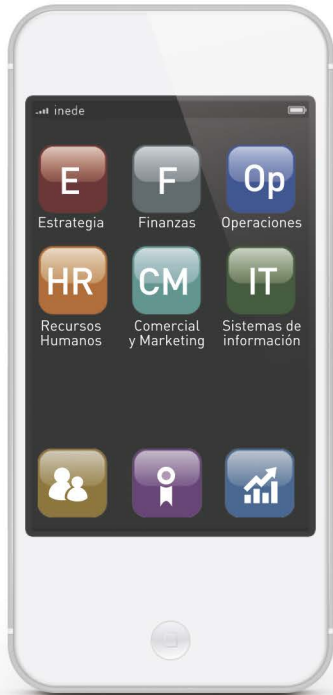 inede
E F Op
Estrategia Finanzas Operaciones
HR CM IT
Recursos Comercial Sistemas de
Humanos y Marketing información